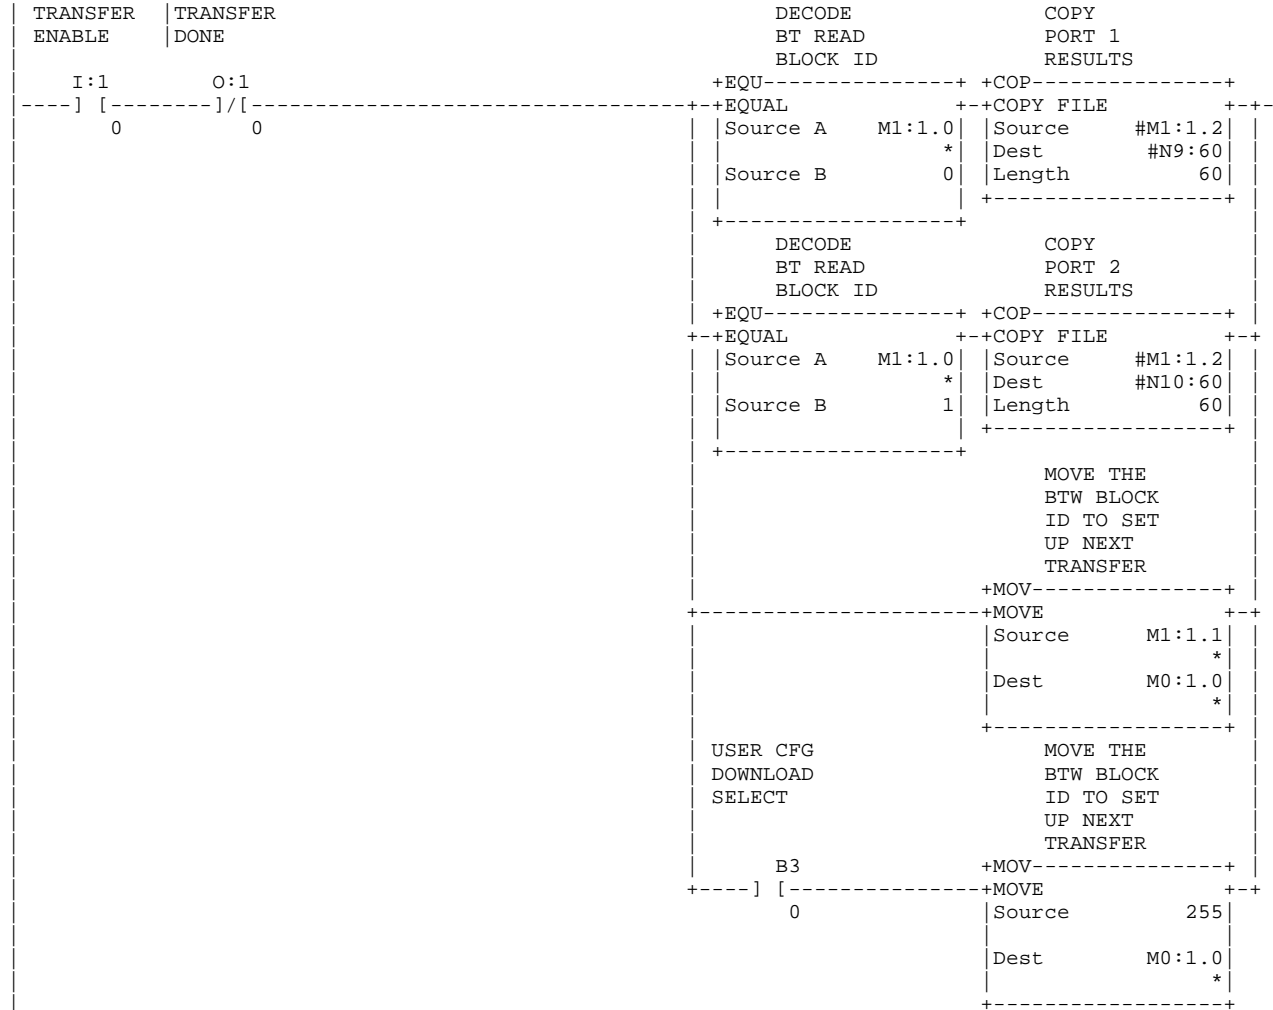 TRANSFER |TRANSFER DECODE COPY
ENABLE |DONE BT READ PORT 1
BLOCK ID RESULTS
I:1 O:1 +EQU---------------+ +COP---------------+
|----] [--------]/[----------------------------------+-+EQUAL +-+COPY FILE +-+-
0 0 | |Source A M1:1.0| |Source #M1:1.2| |
| | *| |Dest #N9:60| |
| |Source B 0| |Length 60| |
| | | +------------------+ |
| +------------------+ |
| DECODE COPY |
| BT READ PORT 2 |
| BLOCK ID RESULTS |
| +EQU---------------+ +COP---------------+ |
+-+EQUAL +-+COPY FILE +-+
| |Source A M1:1.0| |Source #M1:1.2| |
| | *| |Dest #N10:60| |
| |Source B 1| |Length 60| |
| | | +------------------+ |
| +------------------+ |
| MOVE THE |
| BTW BLOCK |
| ID TO SET |
| UP NEXT |
| TRANSFER |
| +MOV---------------+ |
+----------------------+MOVE +-+
| |Source M1:1.1| |
| | *| |
| |Dest M0:1.0| |
| | *| |
| +------------------+ |
| USER CFG MOVE THE |
| DOWNLOAD BTW BLOCK |
| SELECT ID TO SET |
| UP NEXT |
| TRANSFER |
| B3 +MOV---------------+ |
+----] [---------------+MOVE +-+
0 |Source 255|
| |
|Dest M0:1.0|
| *|
+------------------+